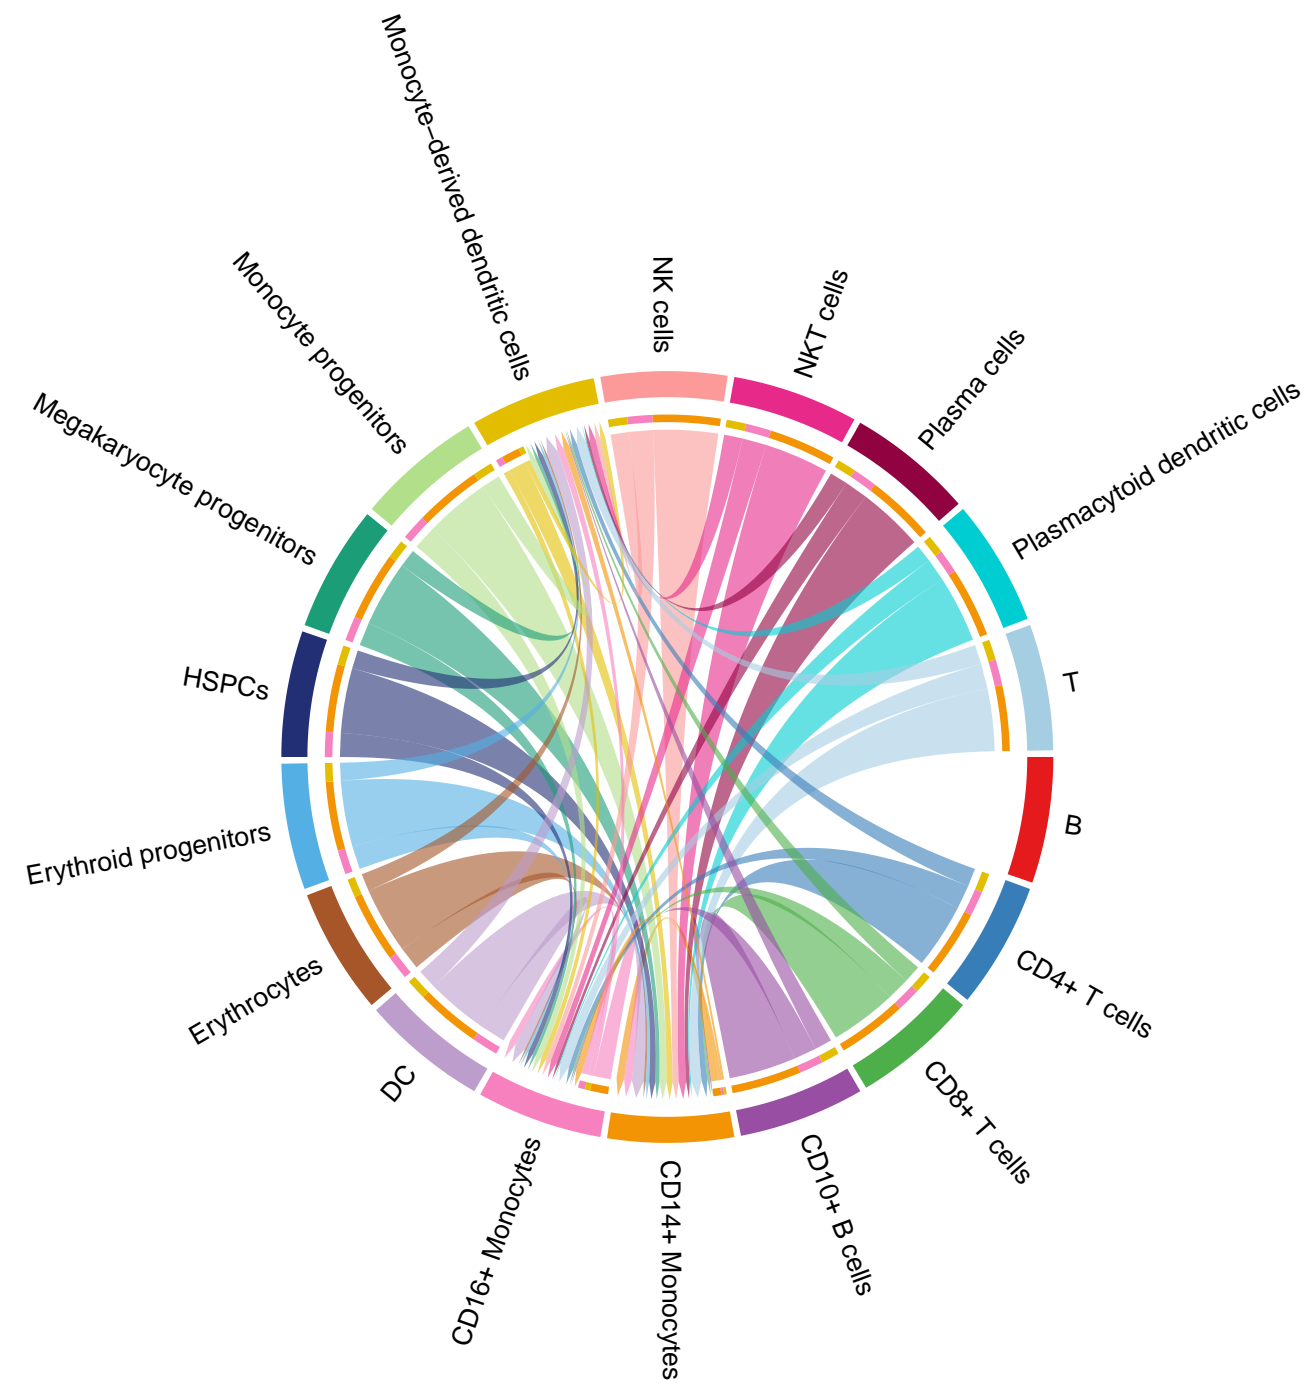 Monocyte−derived dendritic cells
NK cells
NKT cells
Plasma cells
Plasmacytoid dendritic cells
T
B
CD4+ T cells
CD8+ T cells
CD10+ B cells
CD14+ Monocytes
CD16+ Monocytes
DC
Erythrocytes
Erythroid progenitors
HSPCs
Megakaryocyte progenitors
Monocyte progenitors